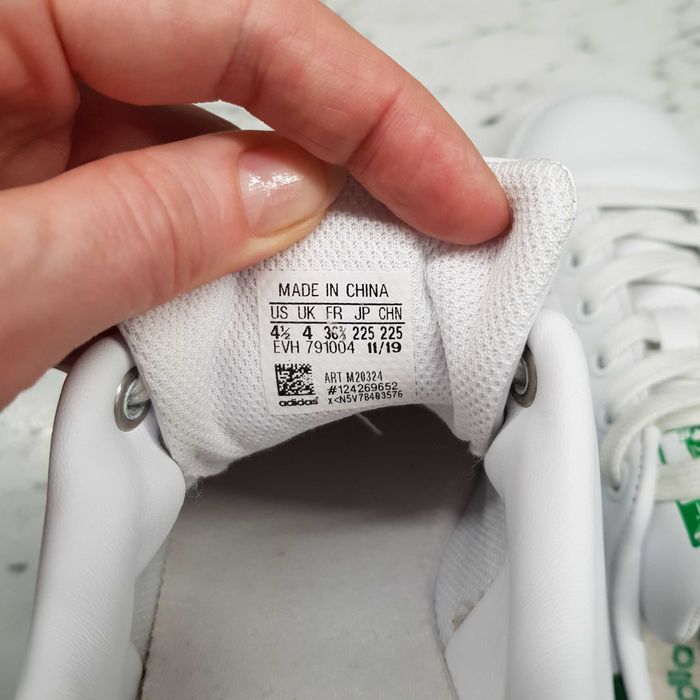 MADE IN CHINA
US UK FR JP CHN
4½ 4 36⅔ 225 225
EVH 791004 11/19
ART M20324
#124269652
adidas x<N5V78403576